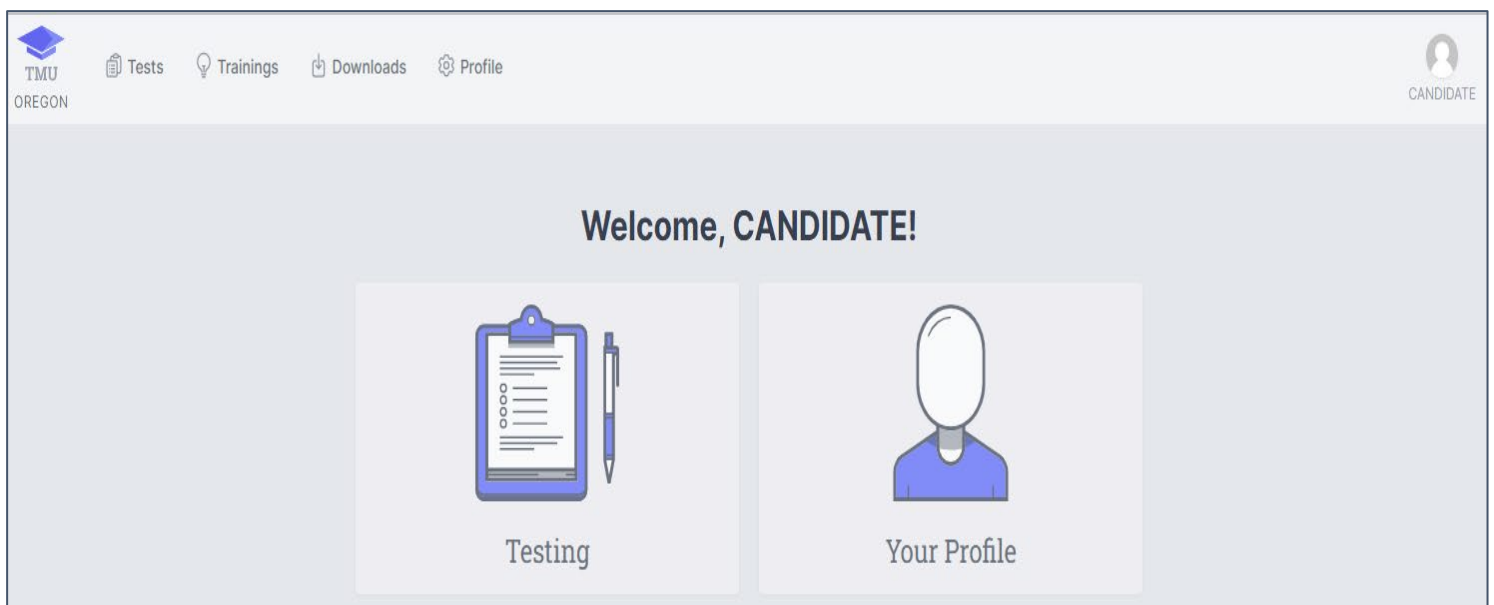 TMU
OREGON
Tests Trainings Downloads Profile
CANDIDATE
Welcome, CANDIDATE!
Testing
Your Profile